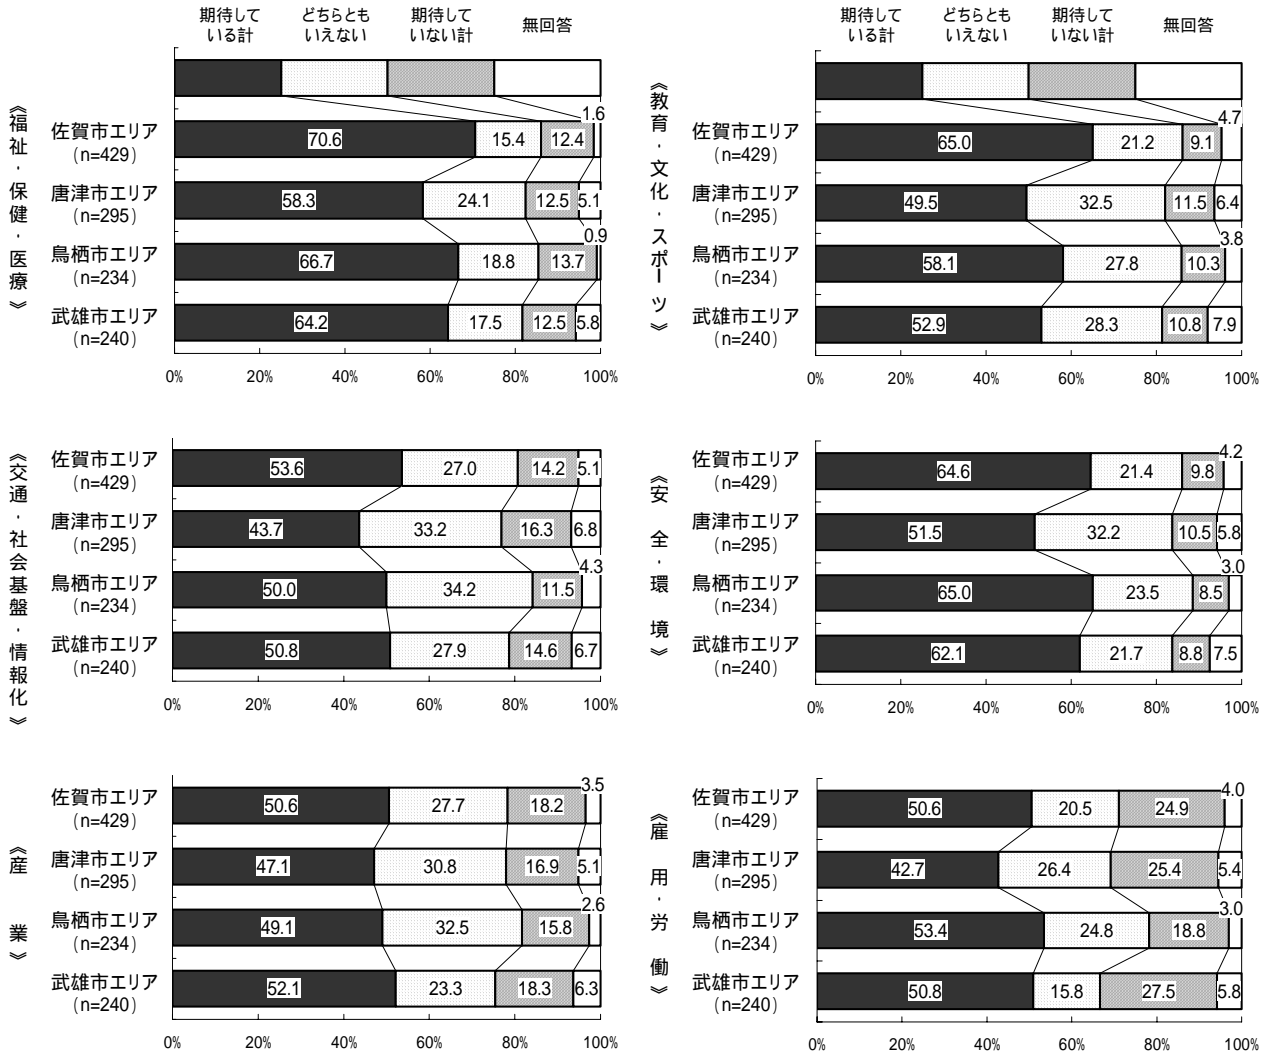 期待して
いる計
どちらとも
いえない
期待して
いない計
無回答
《福祉・保健・医療》
佐賀市エリア
(n=429)
70.6
15.4
12.4
1.6
唐津市エリア
(n=295)
58.3
24.1
12.5
5.1
鳥栖市エリア
(n=234)
66.7
18.8
13.7
0.9
武雄市エリア
(n=240)
64.2
17.5
12.5
5.8
0%
20%
40%
60%
80%
100%
期待して
いる計
どちらとも
いえない
期待して
いない計
無回答
《教育・文化・スポーツ》
佐賀市エリア
(n=429)
65.0
21.2
9.1
4.7
唐津市エリア
(n=295)
49.5
32.5
11.5
6.4
鳥栖市エリア
(n=234)
58.1
27.8
10.3
3.8
武雄市エリア
(n=240)
52.9
28.3
10.8
7.9
0%
20%
40%
60%
80%
100%
《交通・社会基盤・情報化》
佐賀市エリア
(n=429)
53.6
27.0
14.2
5.1
唐津市エリア
(n=295)
43.7
33.2
16.3
6.8
鳥栖市エリア
(n=234)
50.0
34.2
11.5
4.3
武雄市エリア
(n=240)
50.8
27.9
14.6
6.7
0%
20%
40%
60%
80%
100%
《安全・環境》
佐賀市エリア
(n=429)
64.6
21.4
9.8
4.2
唐津市エリア
(n=295)
51.5
32.2
10.5
5.8
鳥栖市エリア
(n=234)
65.0
23.5
8.5
3.0
武雄市エリア
(n=240)
62.1
21.7
8.8
7.5
0%
20%
40%
60%
80%
100%
《産業》
佐賀市エリア
(n=429)
50.6
27.7
18.2
3.5
唐津市エリア
(n=295)
47.1
30.8
16.9
5.1
鳥栖市エリア
(n=234)
49.1
32.5
15.8
2.6
武雄市エリア
(n=240)
52.1
23.3
18.3
6.3
0%
20%
40%
60%
80%
100%
《雇用・労働》
佐賀市エリア
(n=429)
50.6
20.5
24.9
4.0
唐津市エリア
(n=295)
42.7
26.4
25.4
5.4
鳥栖市エリア
(n=234)
53.4
24.8
18.8
3.0
武雄市エリア
(n=240)
50.8
15.8
27.5
5.8
0%
20%
40%
60%
80%
100%